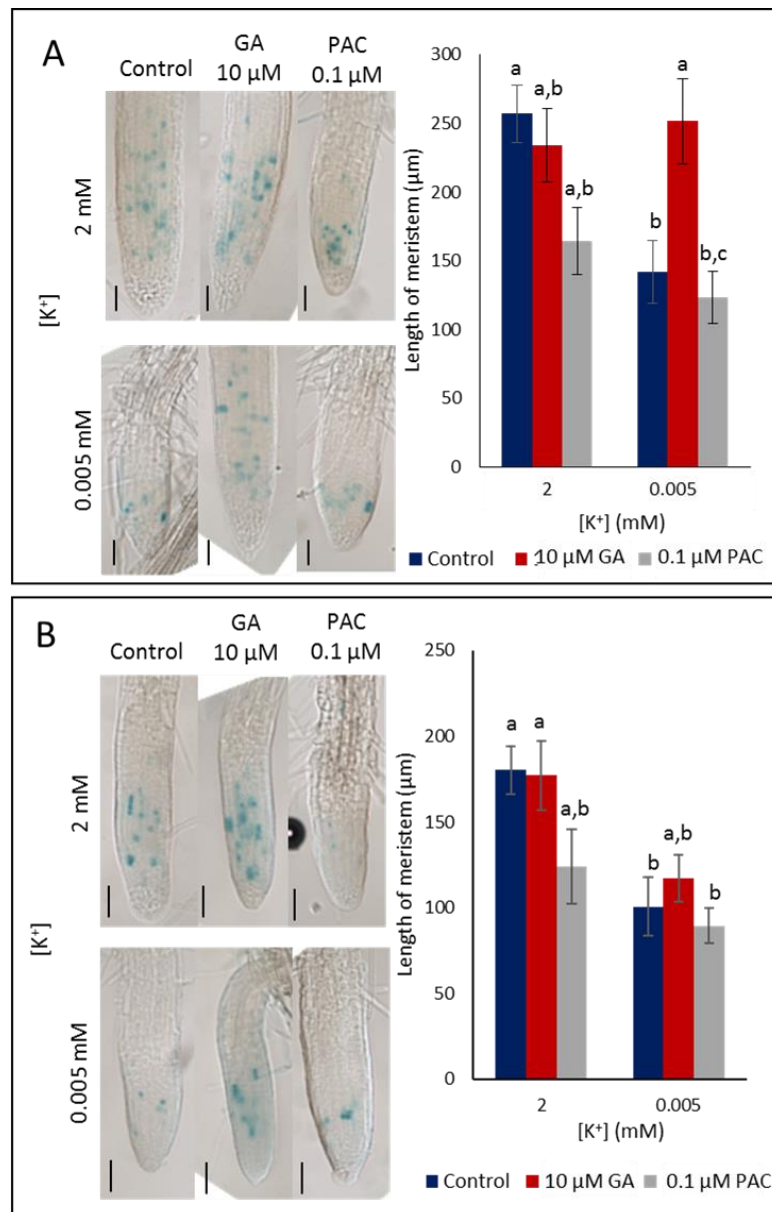 A
Control
GA
10 µM
PAC
0.1 µM
2 mM
[K⁺]
0.005 mM
Length of meristem (µm)
300
250
200
150
100
50
0
a
a,b
a,b
b
a
b,c
2
0.005
[K⁺] (mM)
Control
10 µM GA
0.1 µM PAC
B
Control
GA
10 µM
PAC
0.1 µM
2 mM
[K⁺]
0.005 mM
Length of meristem (µm)
250
200
150
100
50
0
a
a
a,b
b
a,b
b
2
0.005
[K⁺] (mM)
Control
10 µM GA
0.1 µM PAC